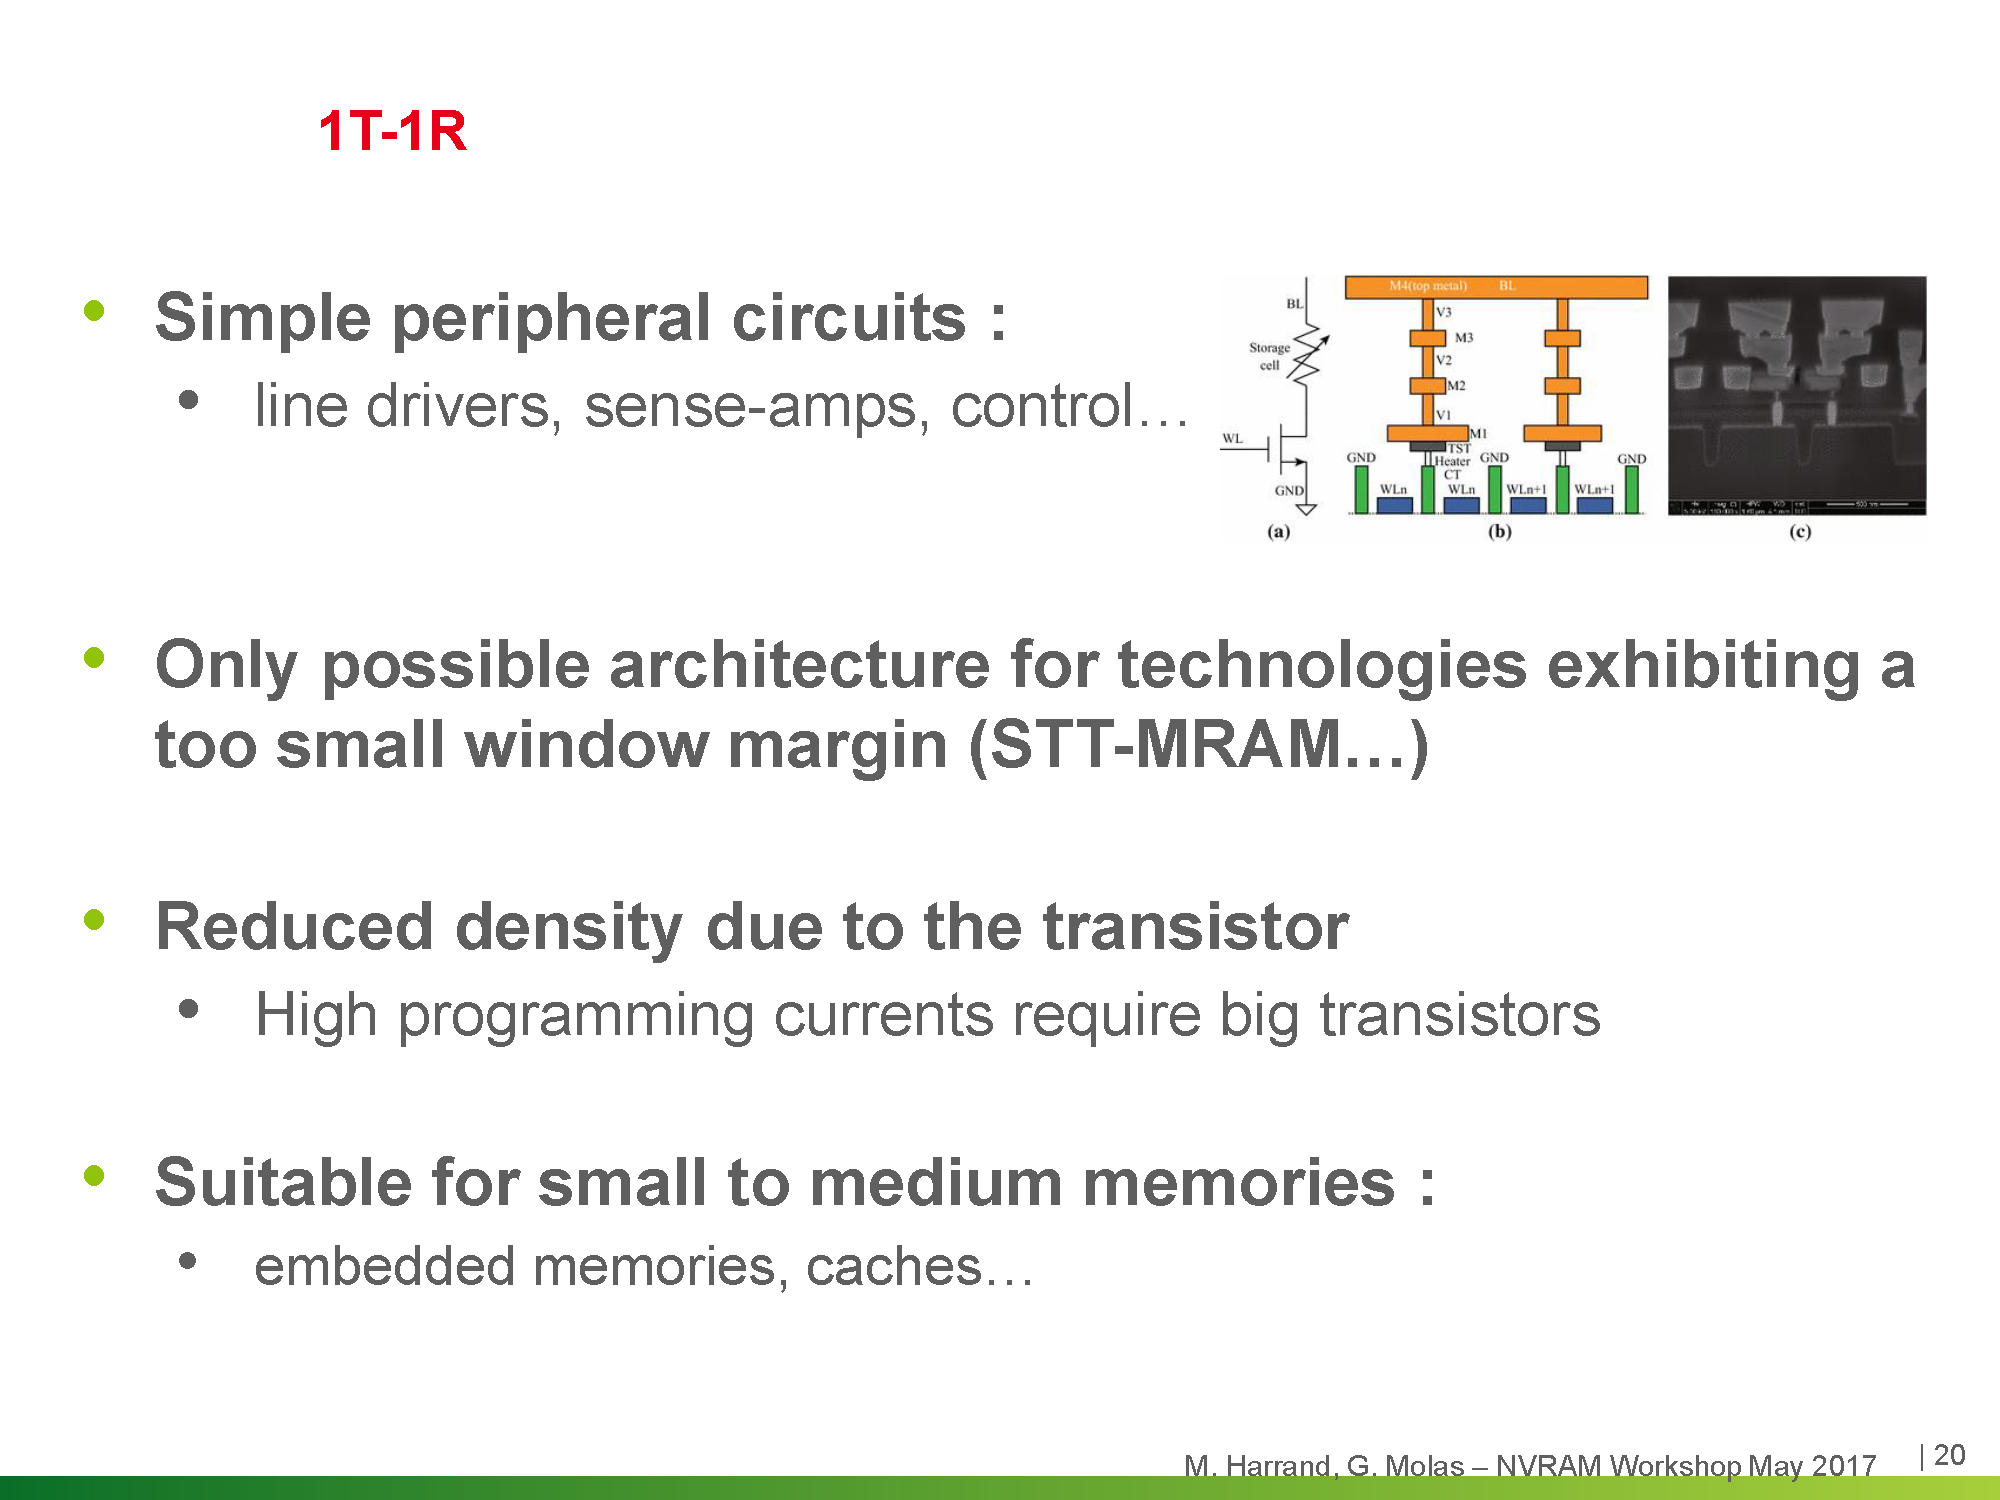 1T-1R
• Simple peripheral circuits :
• line drivers, sense-amps, control…
BL
Storage
cell
WL
GND
(a)
M4(top metal) BL
V3
M3
V2
M2
V1
M1
TST
GND Heater GND GND
CT
WLn WLn WLn+1 WLn+1
(b)
(c)
• Only possible architecture for technologies exhibiting a
too small window margin (STT-MRAM…)
• Reduced density due to the transistor
• High programming currents require big transistors
• Suitable for small to medium memories :
• embedded memories, caches…
M. Harrand, G. Molas – NVRAM Workshop May 2017
| 20